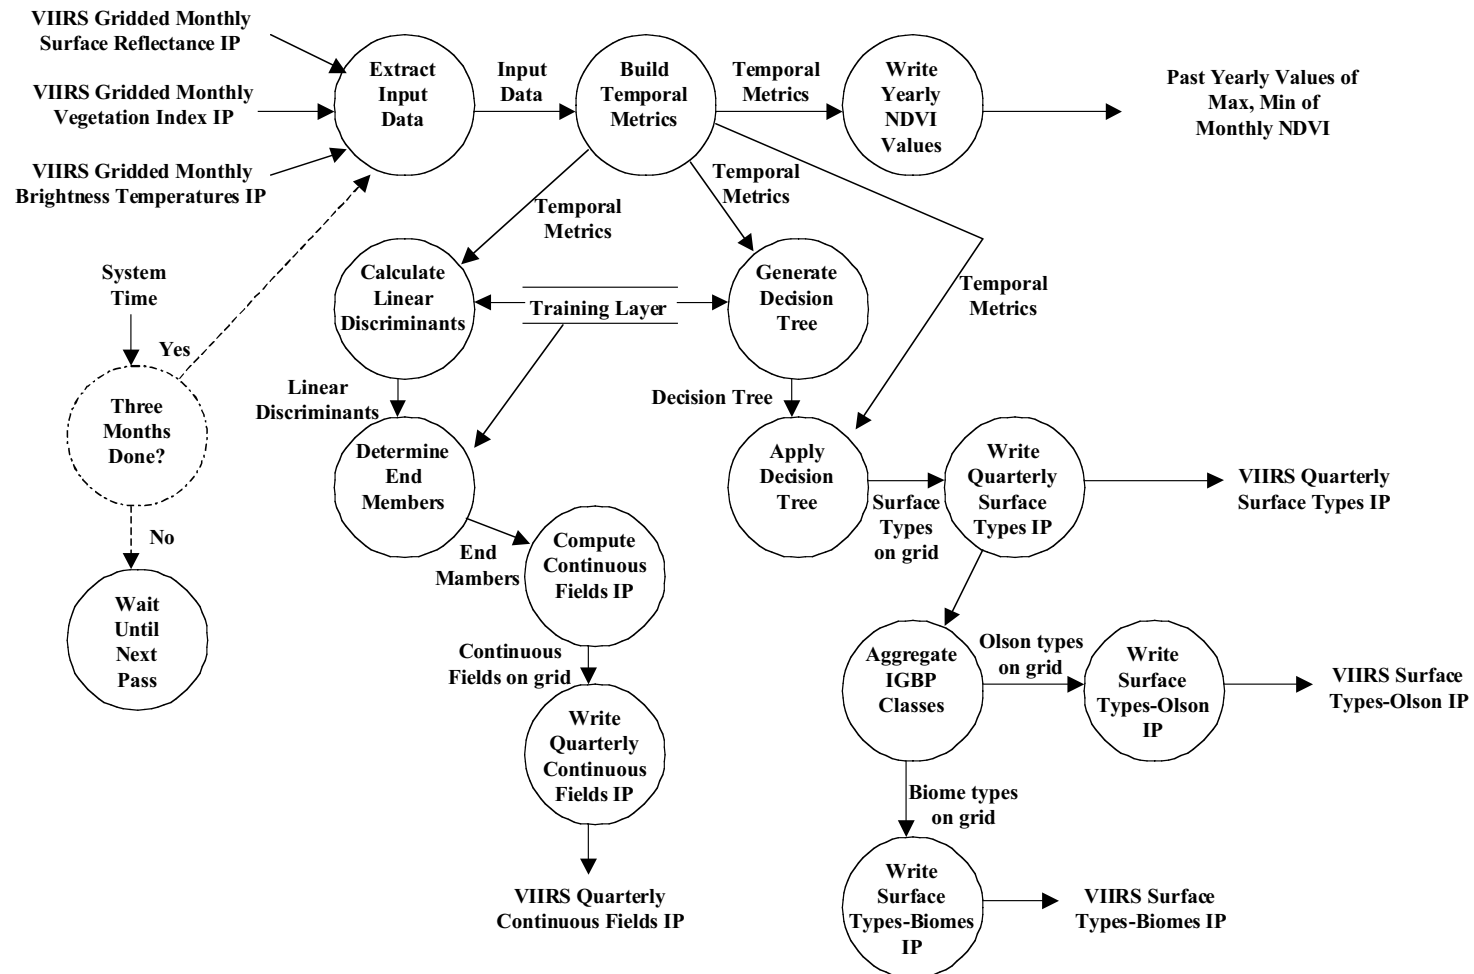 VIIRS Gridded Monthly
Surface Reflectance IP
VIIRS Gridded Monthly
Vegetation Index IP
VIIRS Gridded Monthly
Brightness Temperatures IP
Extract
Input
Data
Input
Data
Build
Temporal
Metrics
Temporal
Metrics
Write
Yearly
NDVI
Values
Past Yearly Values of
Max, Min of
Monthly NDVI
Temporal
Metrics
Temporal
Metrics
Temporal
Metrics
System
Time
Yes
Three
Months
Done?
No
Wait
Until
Next
Pass
Calculate
Linear
Discriminants
Training Layer
Generate
Decision
Tree
Linear
Discriminants
Decision Tree
Determine
End
Members
End
Mambers
Compute
Continuous
Fields IP
Continuous
Fields on grid
Write
Quarterly
Continuous
Fields IP
VIIRS Quarterly
Continuous Fields IP
Apply
Decision
Tree
Surface
Types
on grid
Write
Quarterly
Surface
Types IP
VIIRS Quarterly
Surface Types IP
Aggregate
IGBP
Classes
Olson types
on grid
Write
Surface
Types-Olson
IP
VIIRS Surface
Types-Olson IP
Biome types
on grid
Write
Surface
Types-Biomes
IP
VIIRS Surface
Types-Biomes IP